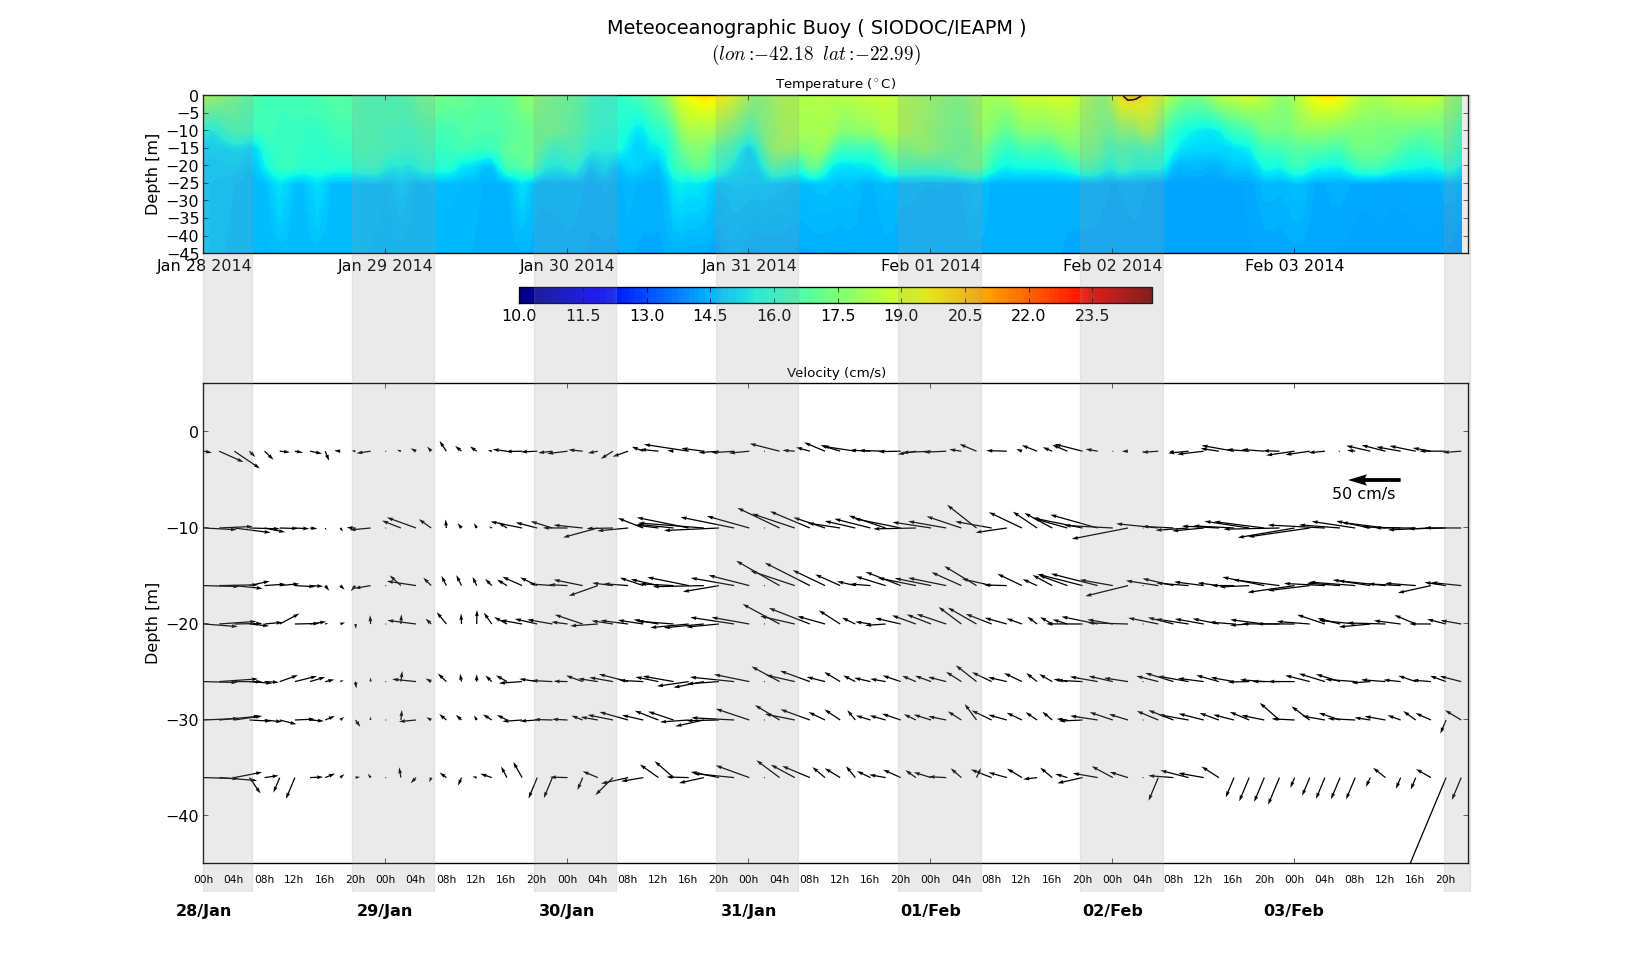 Meteoceanographic Buoy ( SIODOC/IEAPM )
(lon:−42.18 lat:−22.99)
Temperature (°C)
0
−5
−10
−15
−20
−25
−30
−35
−40
−45
Depth [m]
Jan 28 2014 Jan 29 2014 Jan 30 2014 Jan 31 2014 Feb 01 2014 Feb 02 2014 Feb 03 2014
10.0 11.5 13.0 14.5 16.0 17.5 19.0 20.5 22.0 23.5
Velocity (cm/s)
0
−10
−20
−30
−40
Depth [m]
50 cm/s
00h 04h 08h 12h 16h 20h 00h 04h 08h 12h 16h 20h 00h 04h 08h 12h 16h 20h 00h 04h 08h 12h 16h 20h 00h 04h 08h 12h 16h 20h 00h 04h 08h 12h 16h 20h 00h 04h 08h 12h 16h 20h
28/Jan 29/Jan 30/Jan 31/Jan 01/Feb 02/Feb 03/Feb